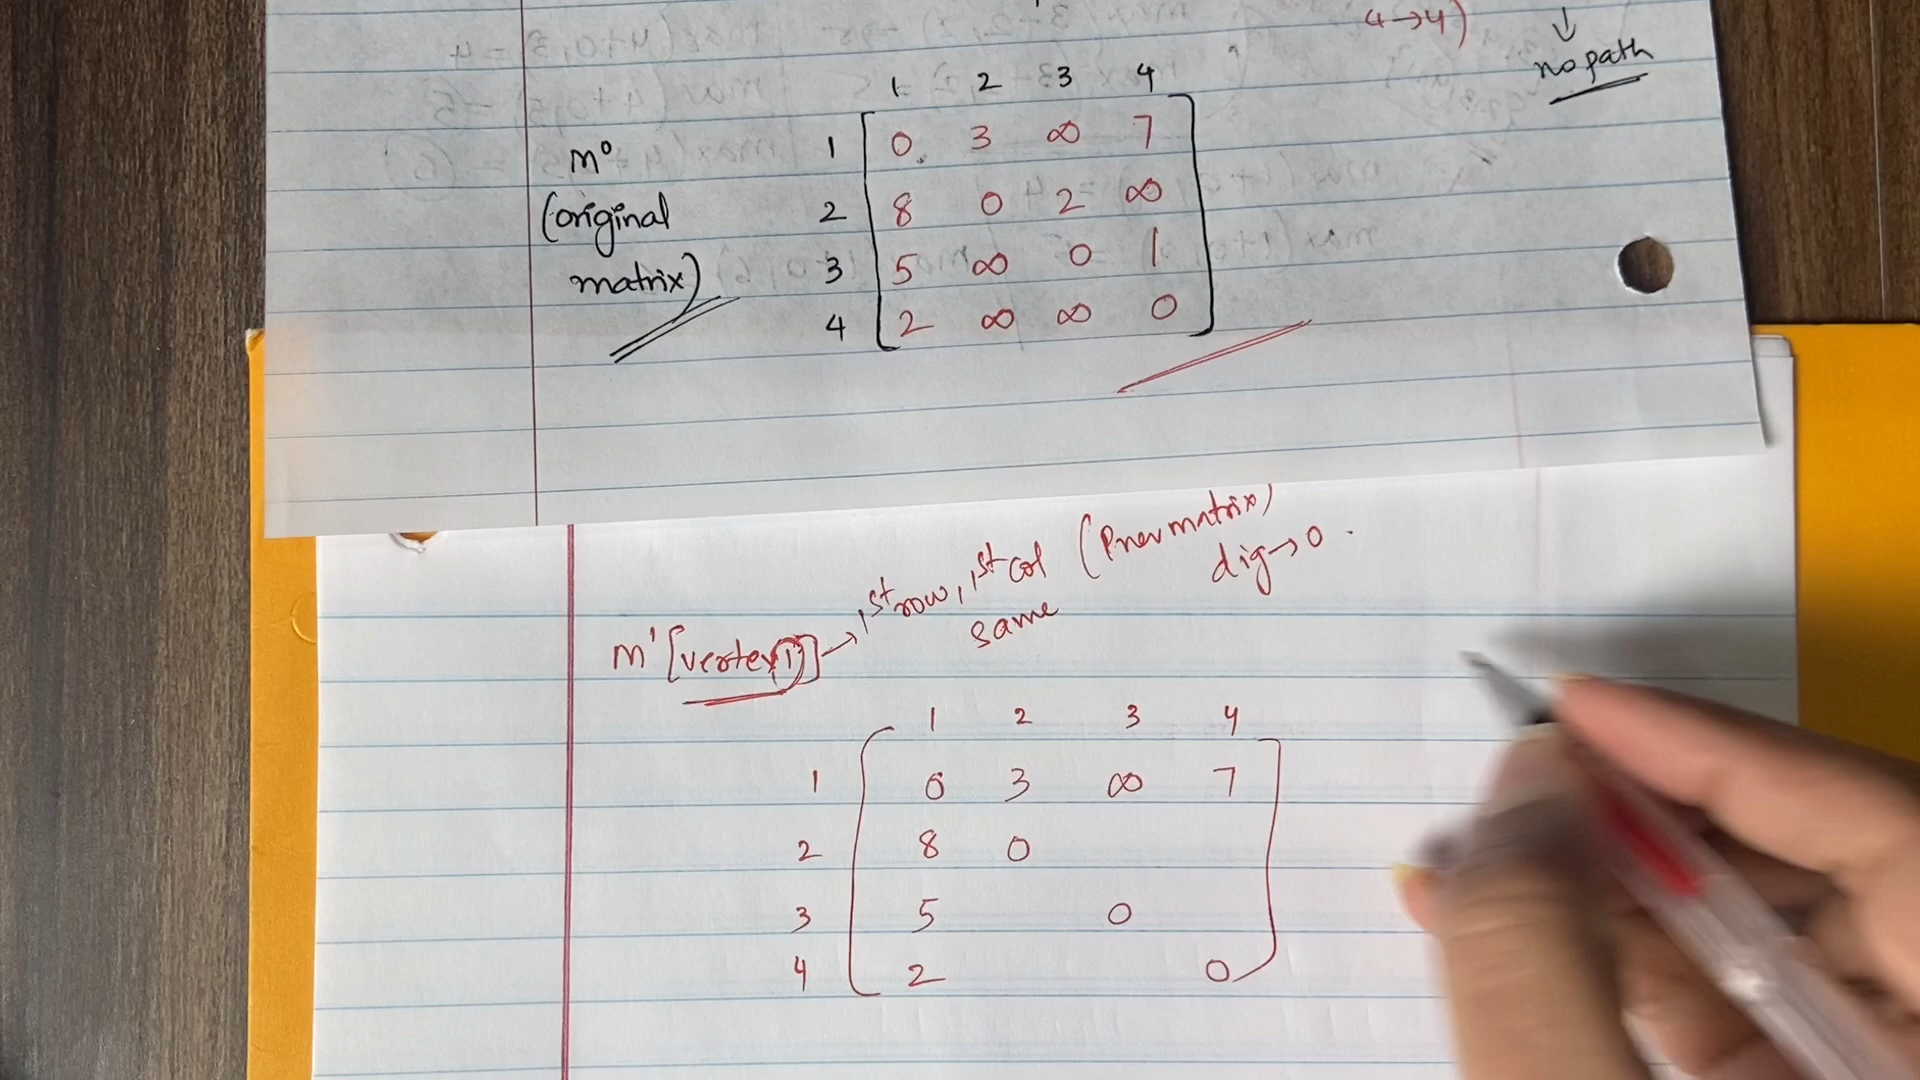 4→4)
↓
no path
1 2 3 4
M⁰ 1 0 3 ∞ 7
(original 2 8 0 2 ∞
matrix) 3 5 ∞ 0 1
4 2 ∞ ∞ 0
M' [vertex 1] → 1st row, 1st col (Prev matrix)
same dig → 0.
1 2 3 4
1 0 3 ∞ 7
2 8 0
3 5 0
4 2 0